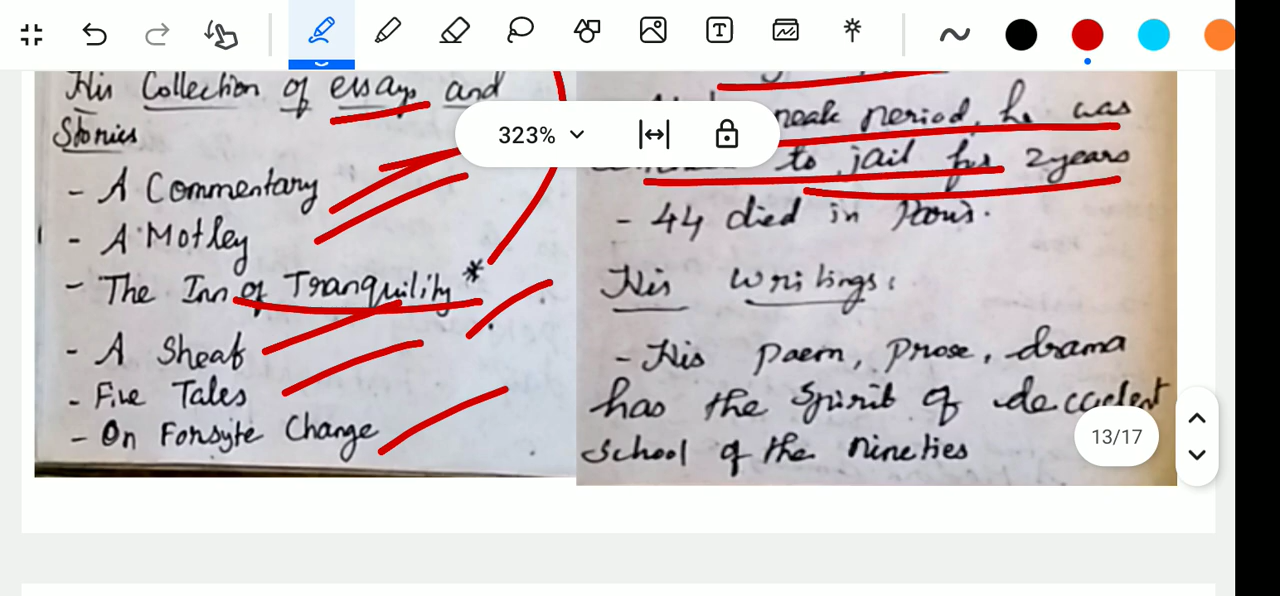 323%
His Collection of essays and
Stories
- A Commentary
- A Motley
- The Inn of Tranquility *
- A Sheaf
- Five Tales
- On Forsyte Change
peak period, he was
to jail for 2 years
- 44 died in Paris.
His writings:
- His poem, prose, drama
has the Spirit of decadent
School of the nineties
13/17